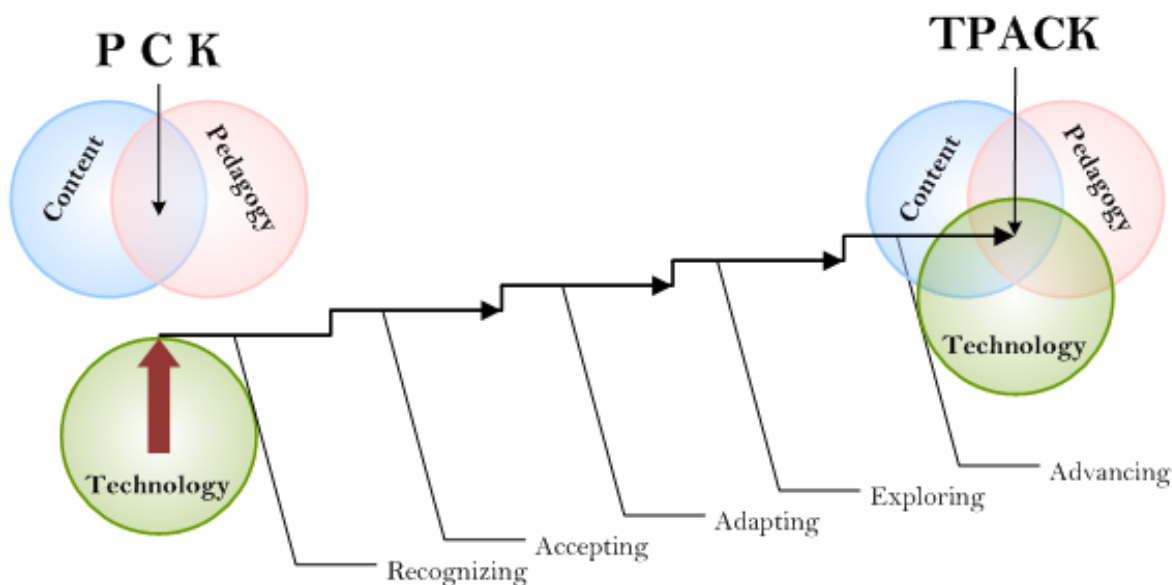 P C K
TPACK
Content
Pedagogy
Content
Pedagogy
Technology
Technology
Advancing
Exploring
Adapting
Accepting
Recognizing